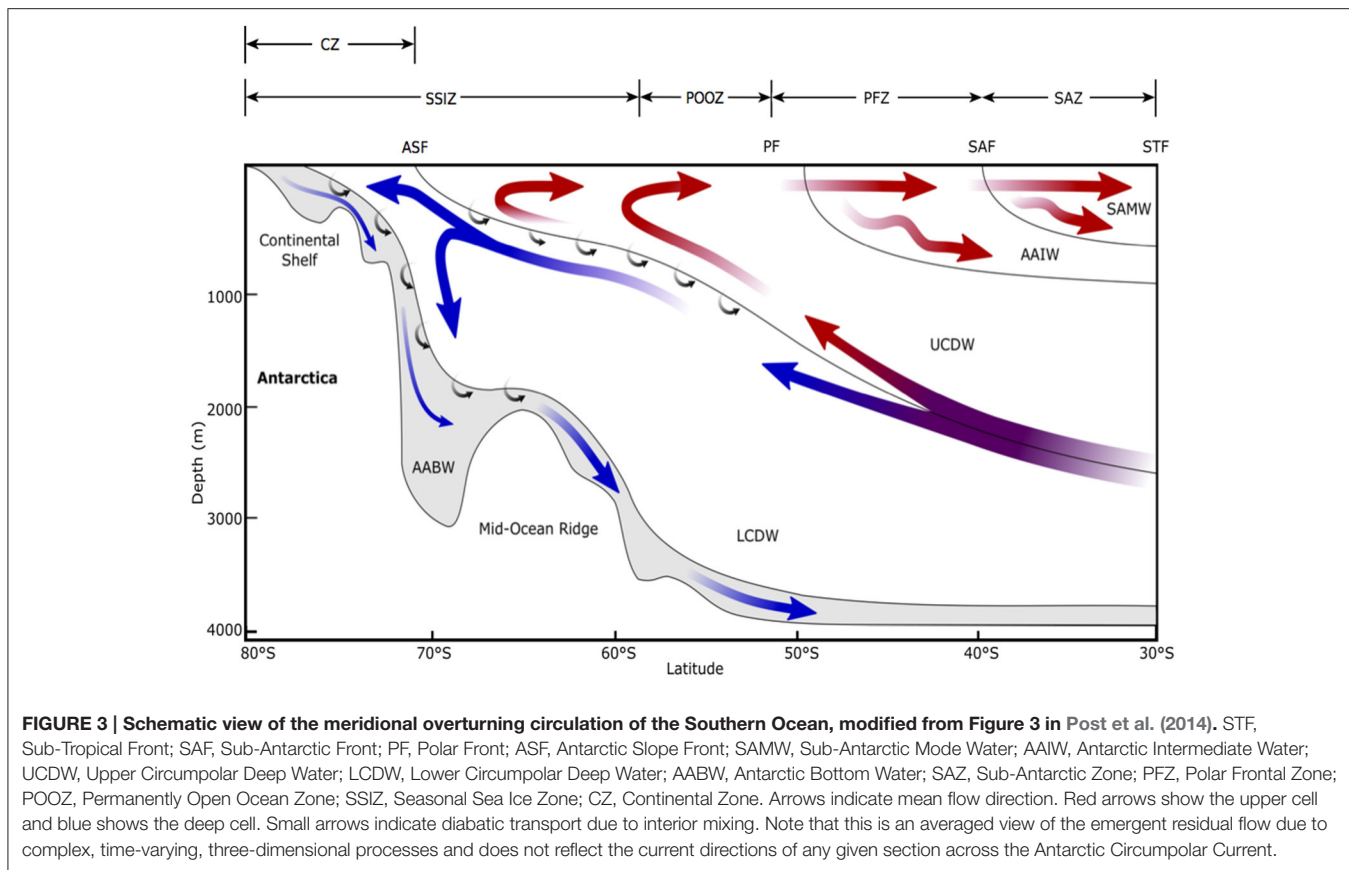 CZ
SSIZ POOZ PFZ SAZ
ASF PF SAF STF
SAMW
Continental
Shelf
AAIW
1000
UCDW
Antarctica
2000
Depth (m)
AABW
3000
Mid-Ocean Ridge
LCDW
4000
80°S 70°S 60°S 50°S 40°S 30°S
Latitude
FIGURE 3 | Schematic view of the meridional overturning circulation of the Southern Ocean, modified from Figure 3 in Post et al. (2014). STF,
Sub-Tropical Front; SAF, Sub-Antarctic Front; PF, Polar Front; ASF, Antarctic Slope Front; SAMW, Sub-Antarctic Mode Water; AAIW, Antarctic Intermediate Water;
UCDW, Upper Circumpolar Deep Water; LCDW, Lower Circumpolar Deep Water; AABW, Antarctic Bottom Water; SAZ, Sub-Antarctic Zone; PFZ, Polar Frontal Zone;
POOZ, Permanently Open Ocean Zone; SSIZ, Seasonal Sea Ice Zone; CZ, Continental Zone. Arrows indicate mean flow direction. Red arrows show the upper cell
and blue shows the deep cell. Small arrows indicate diabatic transport due to interior mixing. Note that this is an averaged view of the emergent residual flow due to
complex, time-varying, three-dimensional processes and does not reflect the current directions of any given section across the Antarctic Circumpolar Current.